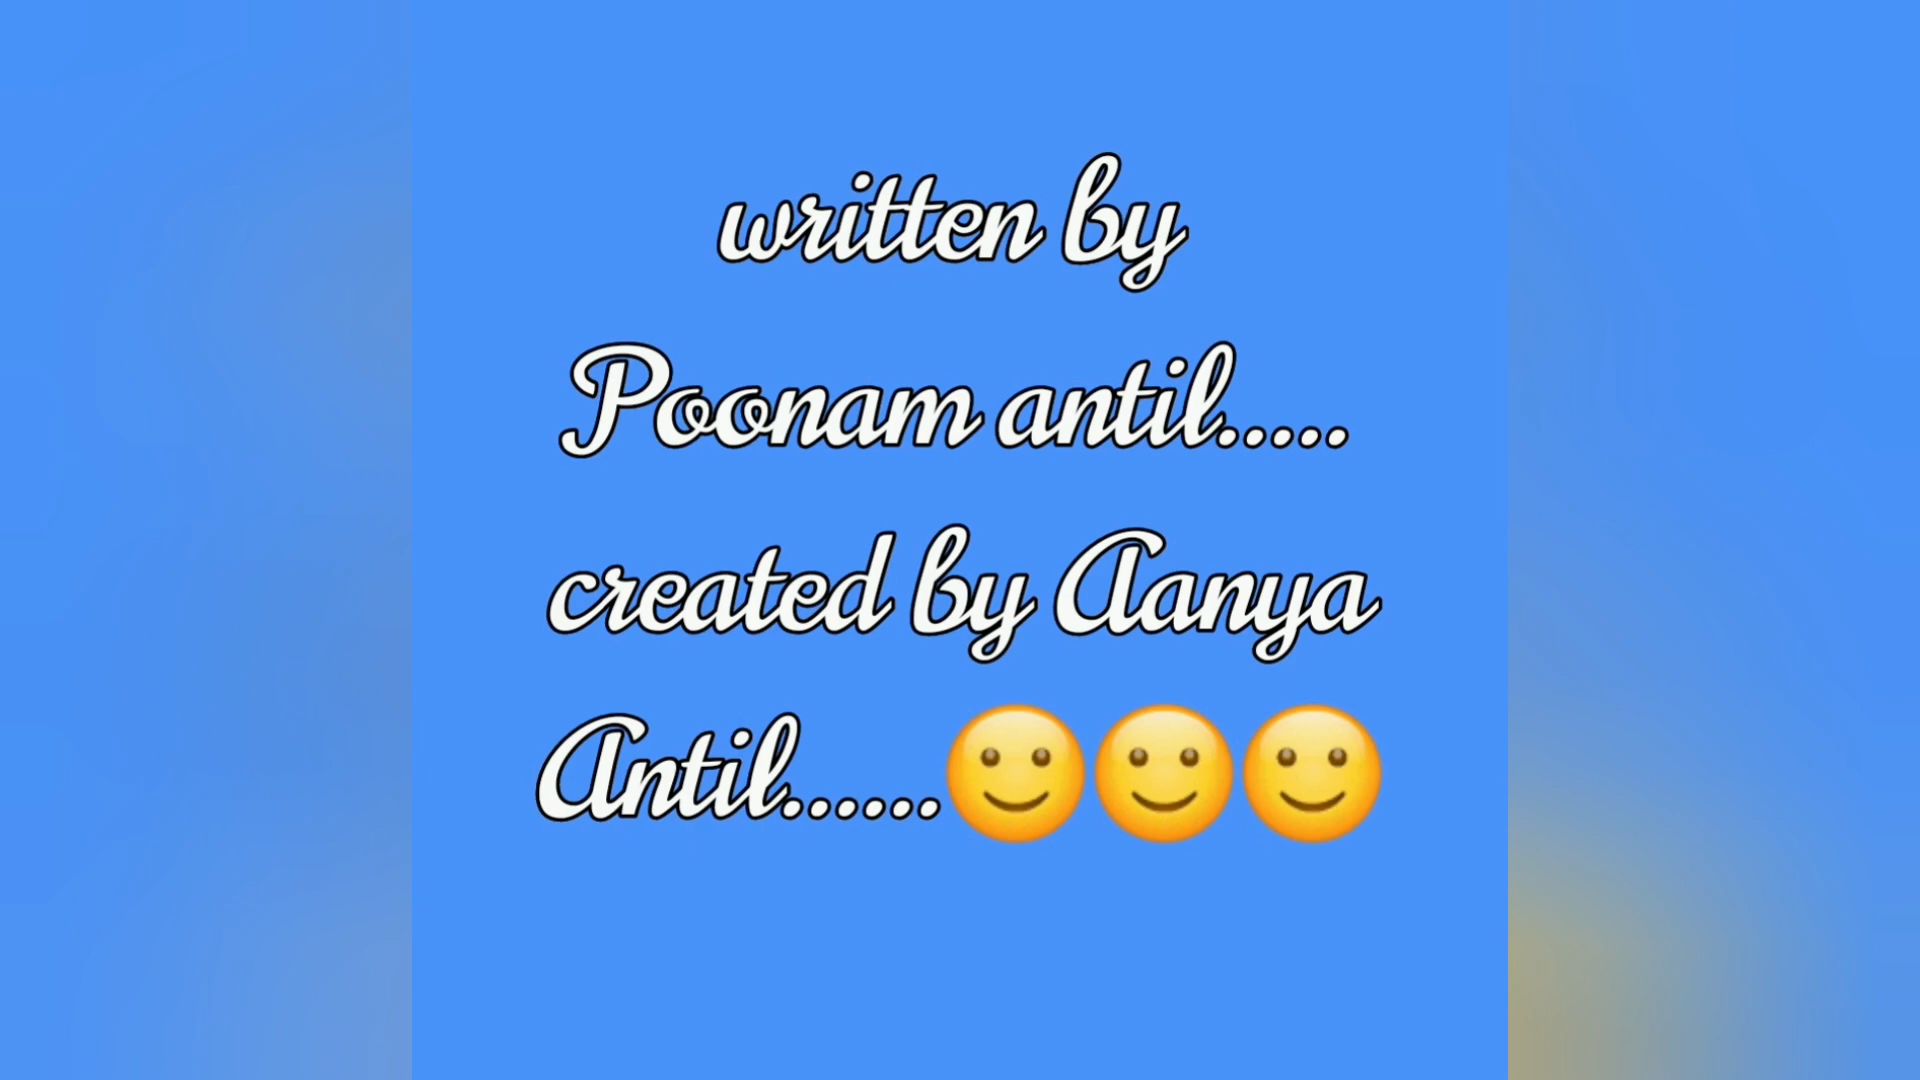 written by
Poonam antil.....
created by Aanya
Antil......🙂🙂🙂